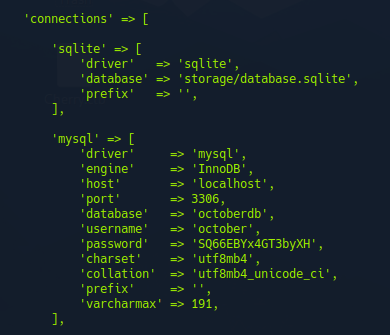 'connections' => [
'sqlite' => [
'driver' => 'sqlite',
'database' => 'storage/database.sqlite',
'prefix' => '',
],
'mysql' => [
'driver' => 'mysql',
'engine' => 'InnoDB',
'host' => 'localhost',
'port' => 3306,
'database' => 'octoberdb',
'username' => 'october',
'password' => 'SQ66EBYx4GT3byXH',
'charset' => 'utf8mb4',
'collation' => 'utf8mb4_unicode_ci',
'prefix' => '',
'varcharmax' => 191,
],